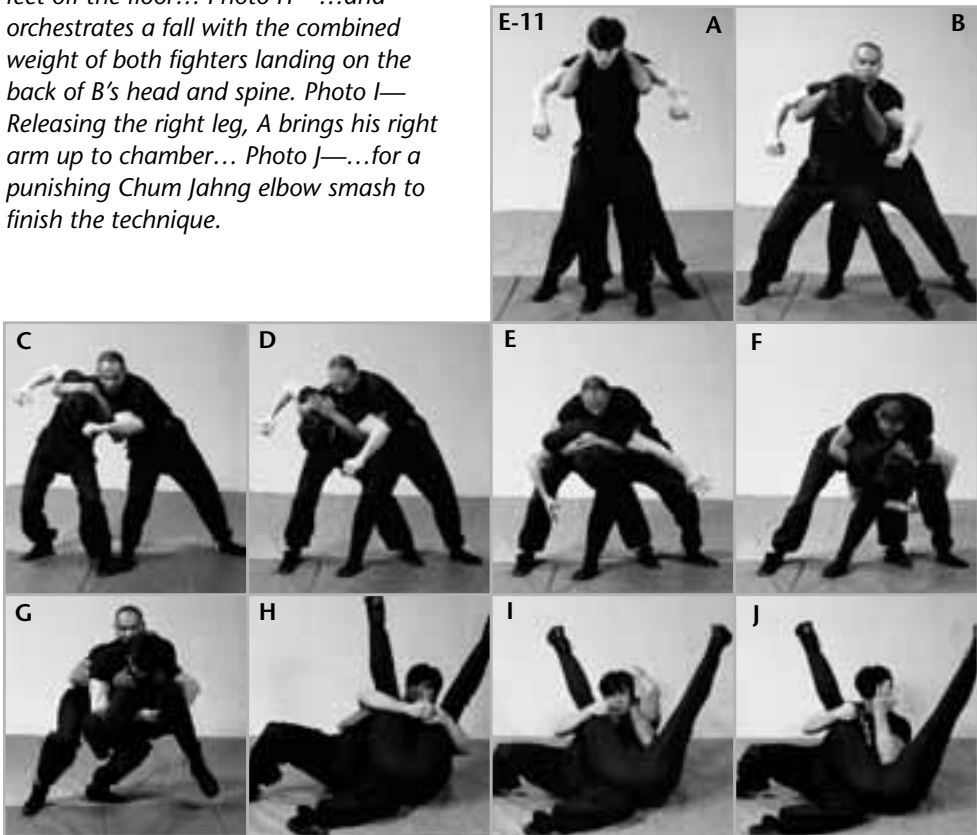 feet off the floor… Photo H—…and
orchestrates a fall with the combined
weight of both fighters landing on the
back of B’s head and spine. Photo I—
Releasing the right leg, A brings his right
arm up to chamber… Photo J—…for a
punishing Chum Jahng elbow smash to
finish the technique.
E-11 A
B
C
D
E
F
G
H
I
J